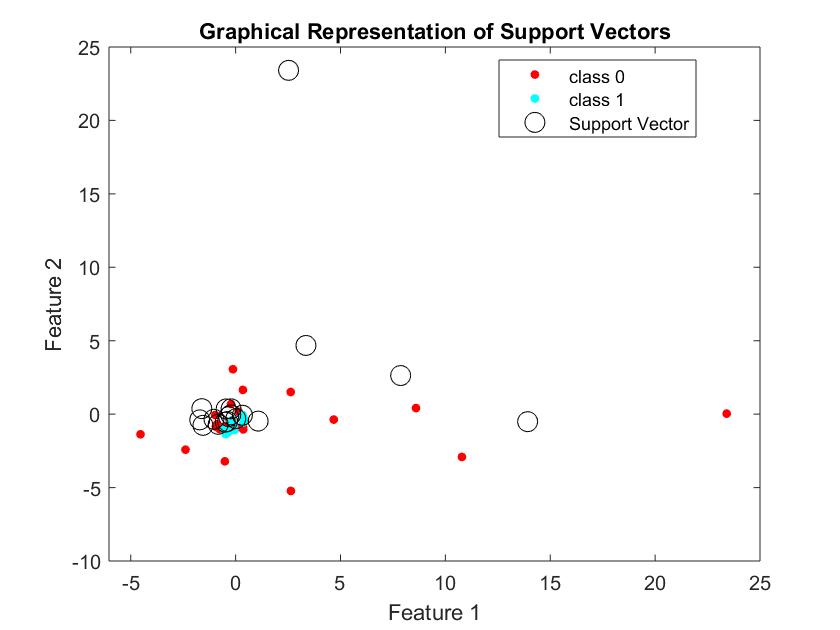 Graphical Representation of Support Vectors
25
20
15
10
5
0
-5
-10
Feature 2
class 0
class 1
Support Vector
-5 0 5 10 15 20 25
Feature 1